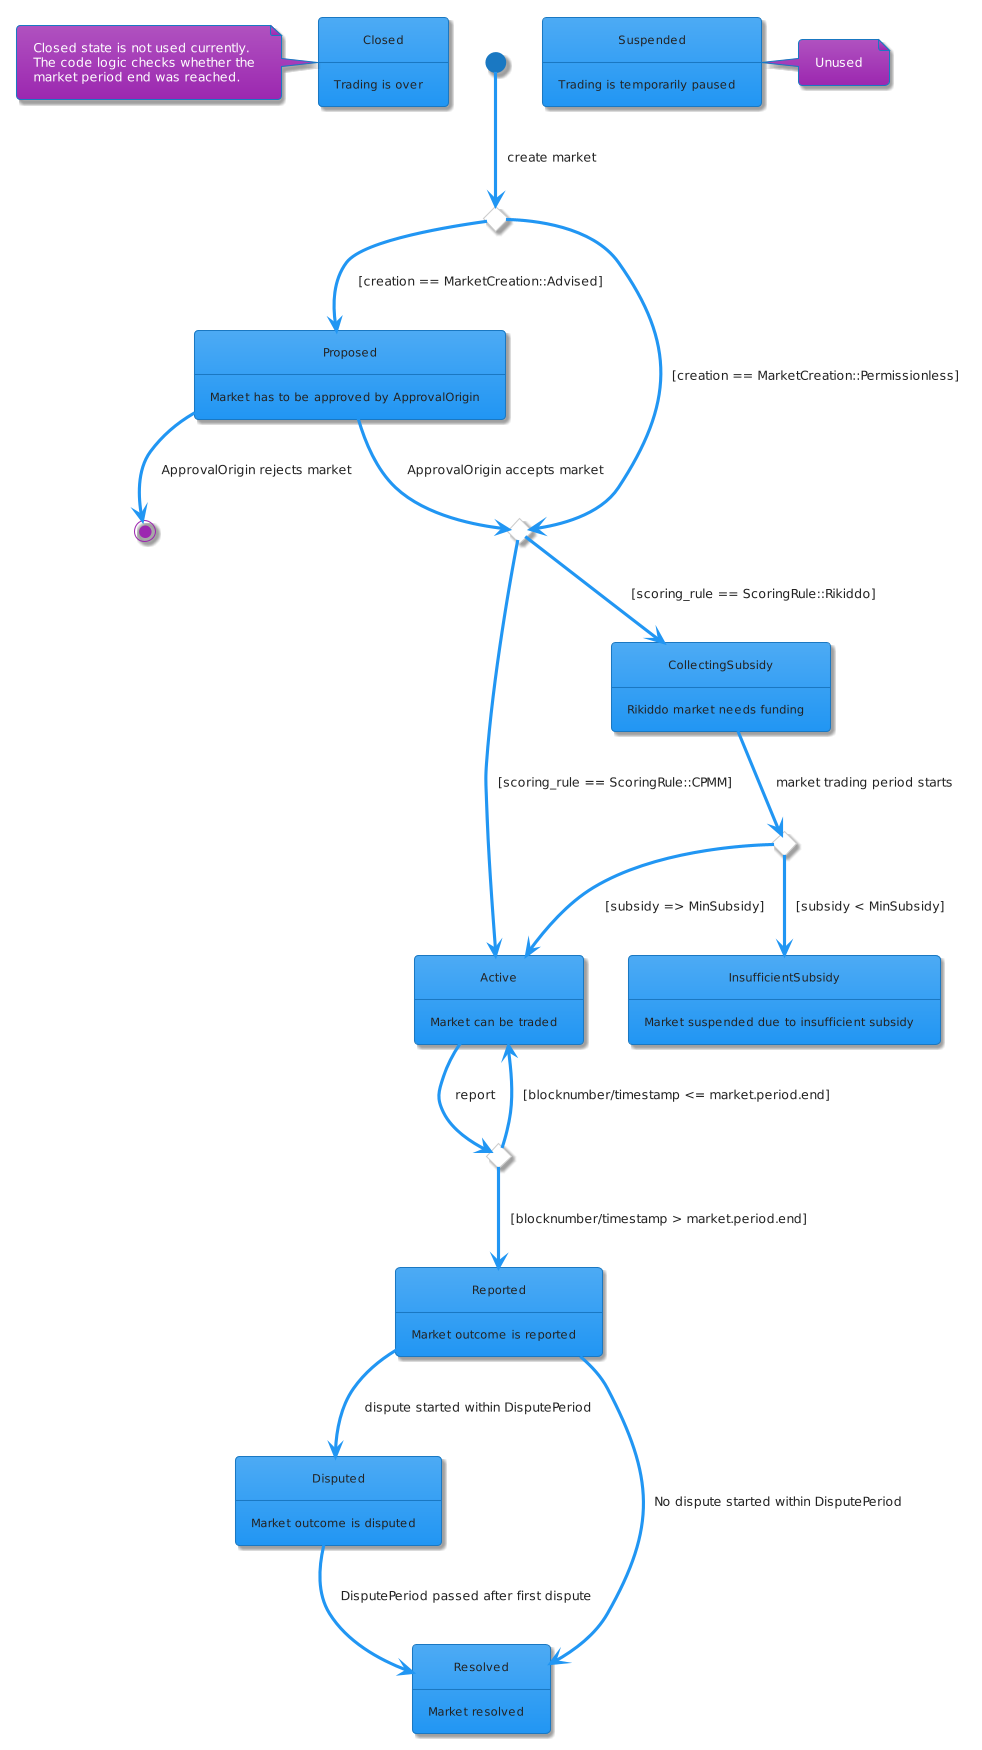 Closed state is not used currently.
The code logic checks whether the
market period end was reached.
Closed
Trading is over
Suspended
Trading is temporarily paused
Unused
create market
[creation == MarketCreation::Advised]
Proposed
Market has to be approved by ApprovalOrigin
[creation == MarketCreation::Permissionless]
ApprovalOrigin rejects market
ApprovalOrigin accepts market
[scoring_rule == ScoringRule::Rikiddo]
CollectingSubsidy
Rikiddo market needs funding
[scoring_rule == ScoringRule::CPMM]
market trading period starts
[subsidy => MinSubsidy]
[subsidy < MinSubsidy]
Active
Market can be traded
InsufficientSubsidy
Market suspended due to insufficient subsidy
report
[blocknumber/timestamp <= market.period.end]
[blocknumber/timestamp > market.period.end]
Reported
Market outcome is reported
dispute started within DisputePeriod
Disputed
Market outcome is disputed
No dispute started within DisputePeriod
DisputePeriod passed after first dispute
Resolved
Market resolved